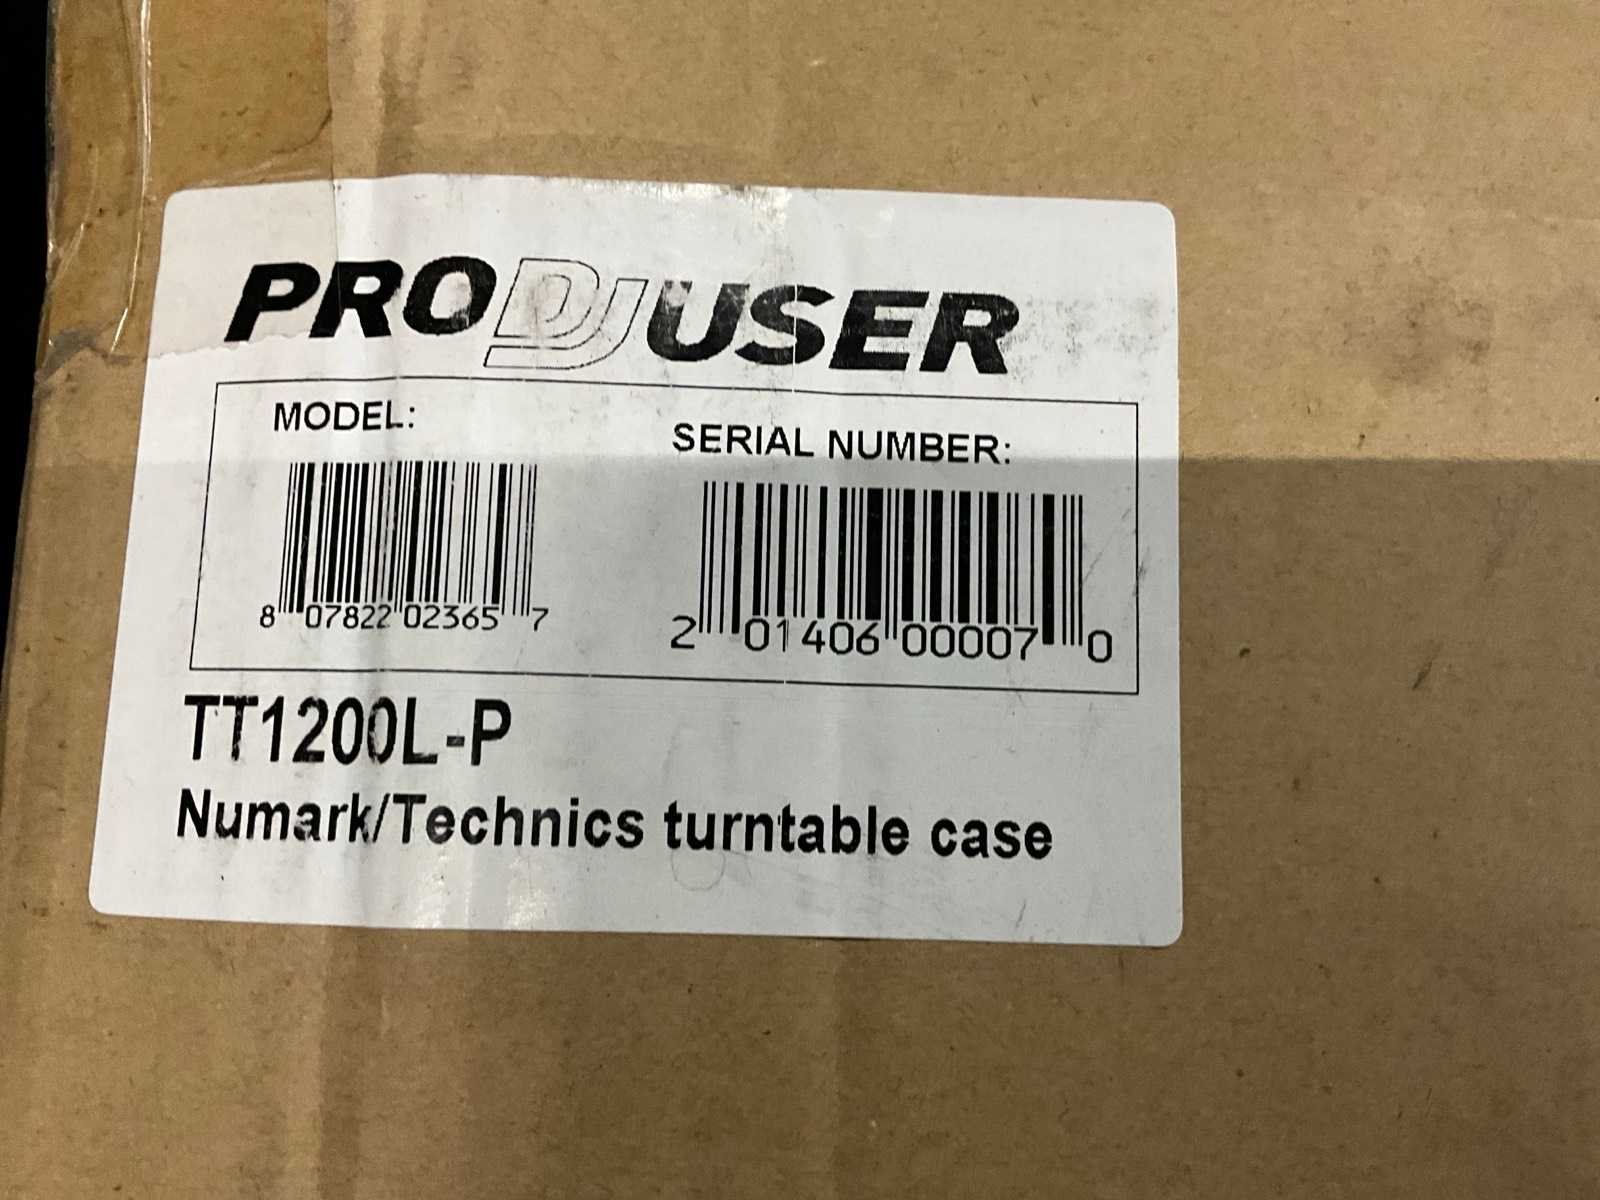 PRODJUSER
MODEL:
SERIAL NUMBER:
8 07822 02365 7
2 01406 00007 0
TT1200L-P
Numark/Technics turntable case